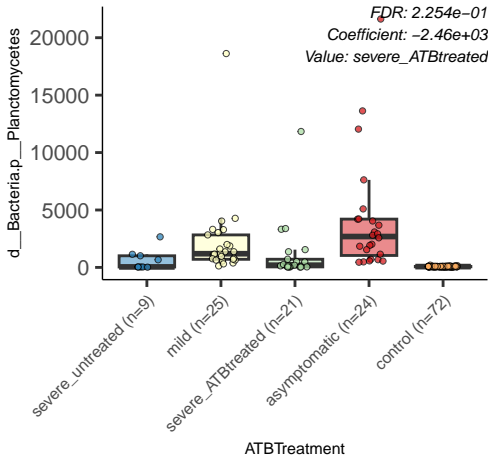 FDR: 2.254e−01
Coefficient: −2.46e+03
Value: severe_ATBtreated
d__Bacteria.p__Planctomycetes
20000
15000
10000
5000
0
severe_untreated (n=9)
mild (n=25)
severe_ATBtreated (n=21)
asymptomatic (n=24)
control (n=72)
ATBTreatment